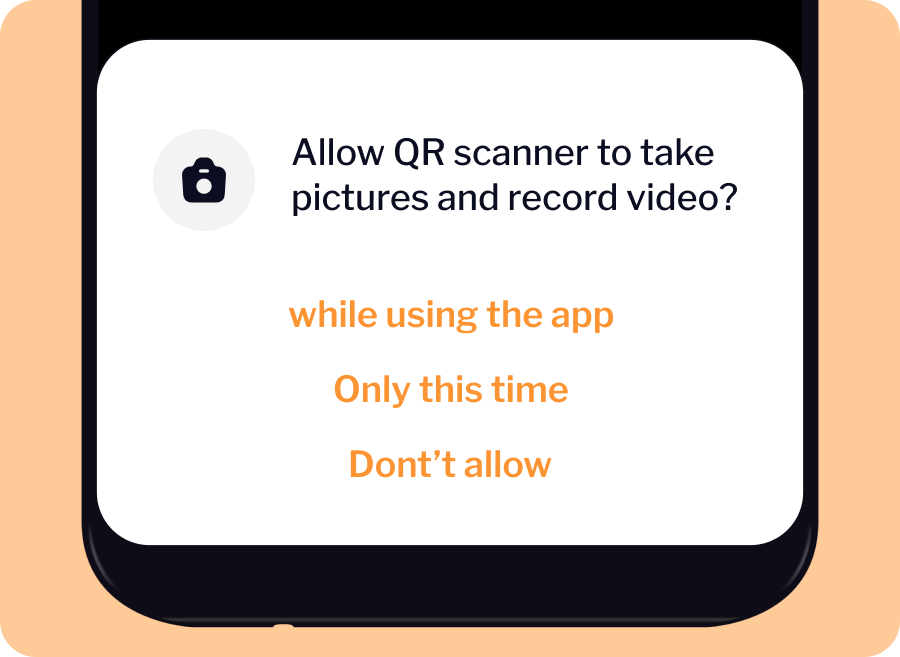 Allow QR scanner to take
pictures and record video?
while using the app
Only this time
Dont’t allow